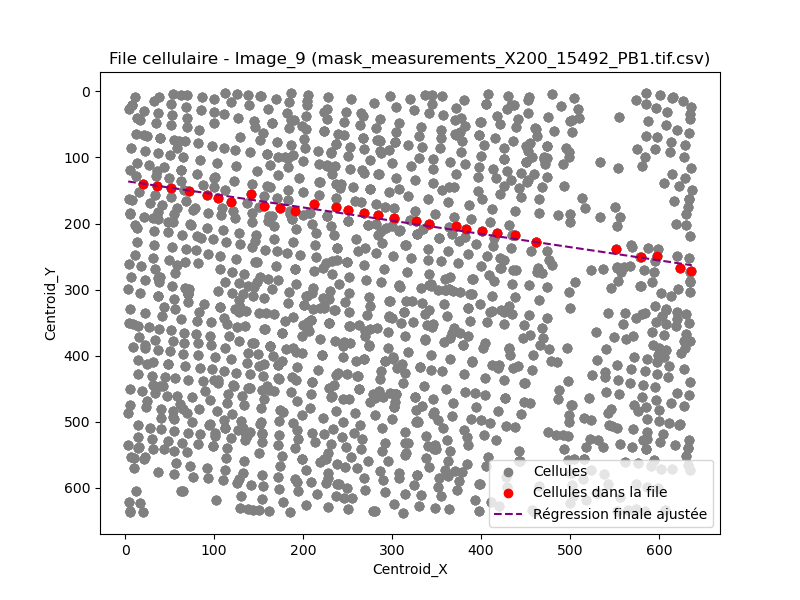 File cellulaire - Image_9 (mask_measurements_X200_15492_PB1.tif.csv)
0
100
200
300
400
500
600
Centroid_Y
Cellules
Cellules dans la file
Régression finale ajustée
0 100 200 300 400 500 600
Centroid_X